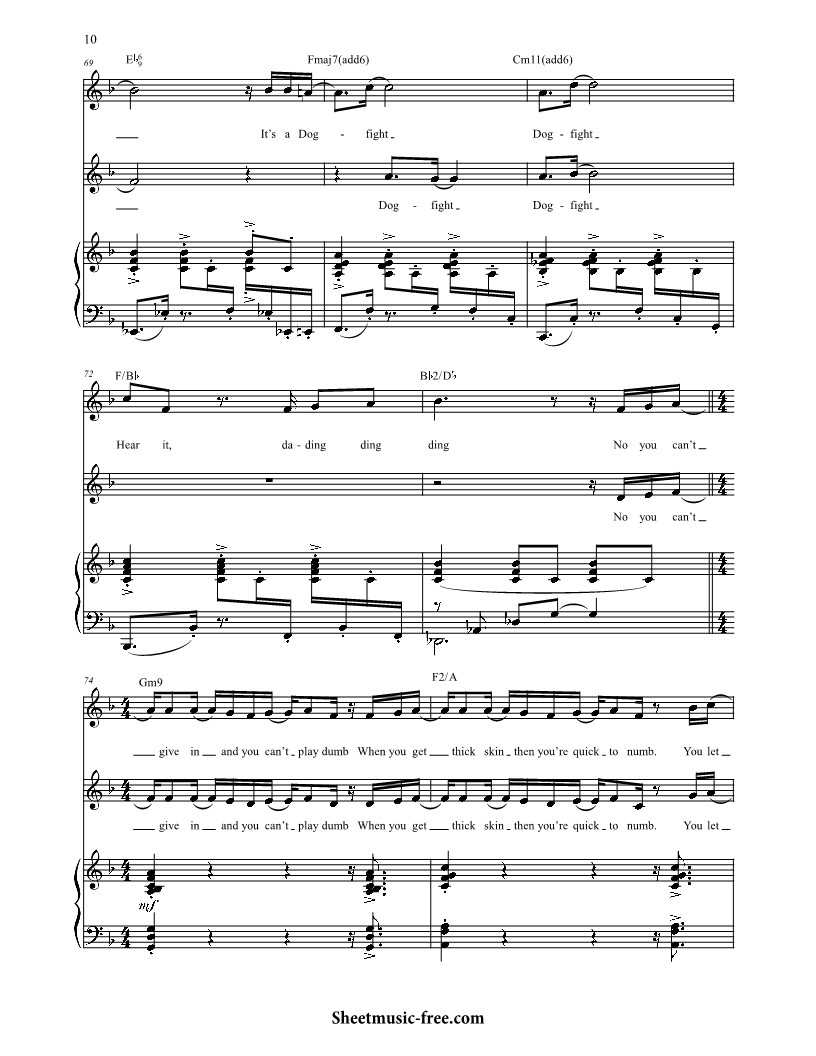 10
69 E♭6/9 Fmaj7(add6) Cm11(add6)
It's a Dog - fight Dog - fight
Dog - fight Dog - fight
72 F/B♭ B♭2/D♭
Hear it, da - ding ding ding No you can't
No you can't
74 Gm9 F2/A
give in and you can't play dumb When you get thick skin then you're quick to numb. You let
give in and you can't play dumb When you get thick skin then you're quick to numb. You let
mf
Sheetmusic-free.com